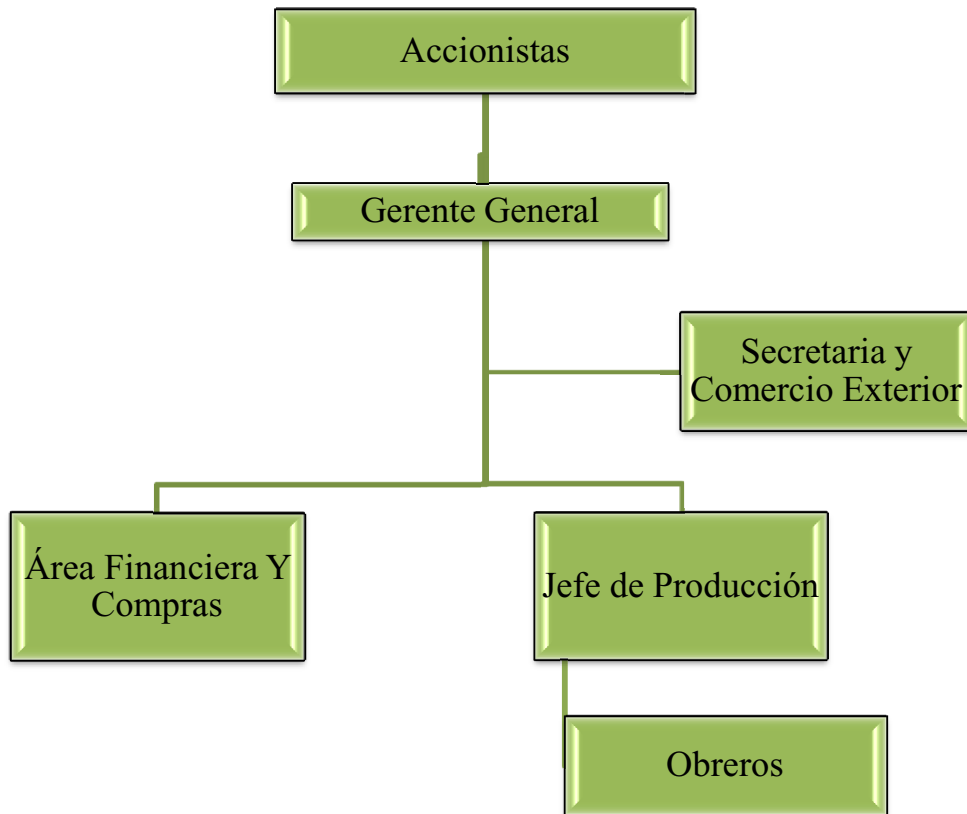 Accionistas
Gerente General
Secretaria y
Comercio Exterior
Área Financiera Y
Compras
Jefe de Producción
Obreros